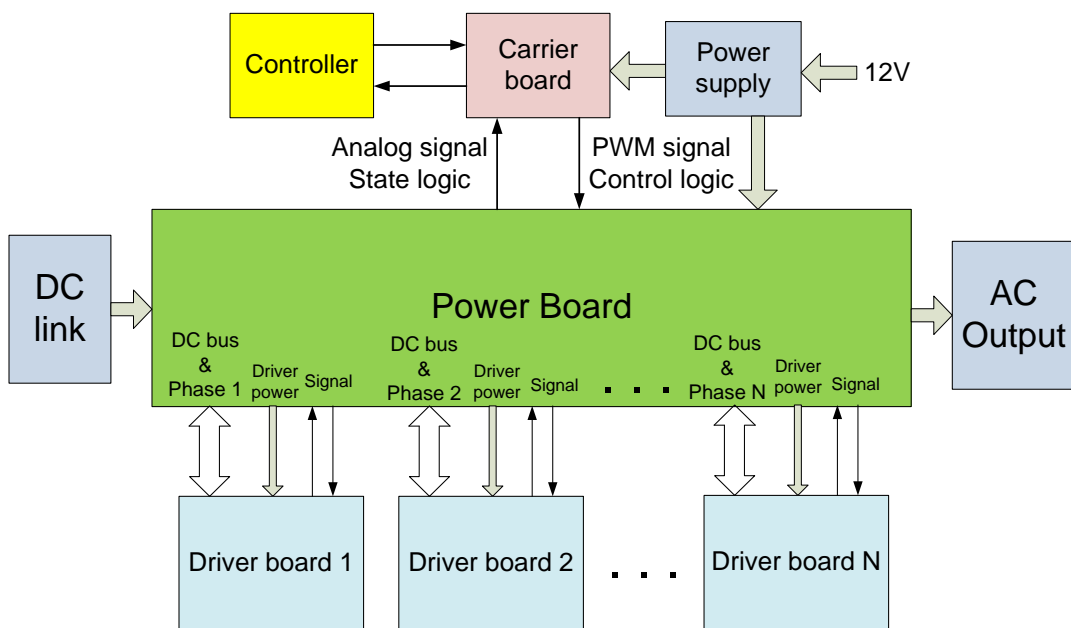 Controller
Carrier
board
Power
supply
12V
Analog signal
State logic
PWM signal
Control logic
DC
link
Power Board
AC
Output
DC bus
&
Phase 1
Driver
power
Signal
DC bus
&
Phase 2
Driver
power
Signal
. . .
DC bus
&
Phase N
Driver
power
Signal
Driver board 1
Driver board 2
. . .
Driver board N